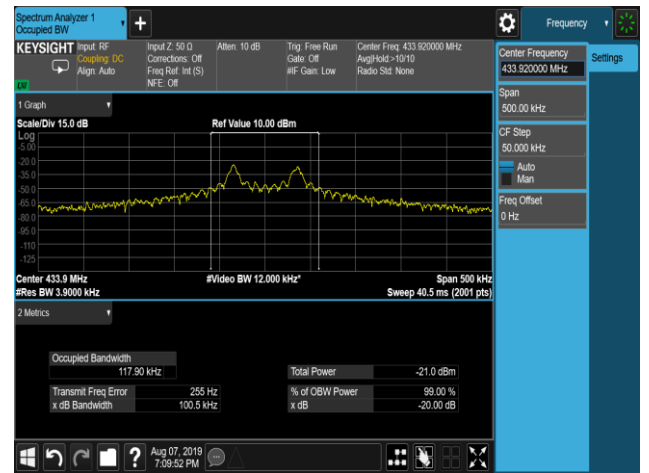 Spectrum Analyzer 1
Occupied BW
Frequency
KEYSIGHT
Input: RF
Coupling: DC
Align: Auto
Input Z: 50 Ω
Corrections: Off
Freq Ref: Int (S)
NFE: Off
Atten: 10 dB
Trig: Free Run
Gate: Off
#IF Gain: Low
Center Freq: 433.920000 MHz
Avg|Hold:>10/10
Radio Std: None
Center Frequency
433.920000 MHz
Settings
Span
500.00 kHz
CF Step
50.000 kHz
Auto
Man
Freq Offset
0 Hz
1 Graph
Scale/Div 15.0 dB
Ref Value 10.00 dBm
Log
-5.00
-20.0
-35.0
-50.0
-65.0
-80.0
-95.0
-110
-125
Center 433.9 MHz
#Video BW 12.000 kHz*
Span 500 kHz
#Res BW 3.9000 kHz
Sweep 40.5 ms (2001 pts)
2 Metrics
Occupied Bandwidth
117.90 kHz
Total Power -21.0 dBm
Transmit Freq Error 255 Hz
% of OBW Power 99.00 %
x dB Bandwidth 100.5 kHz
x dB -20.00 dB
?
Aug 07, 2019
7:09:52 PM